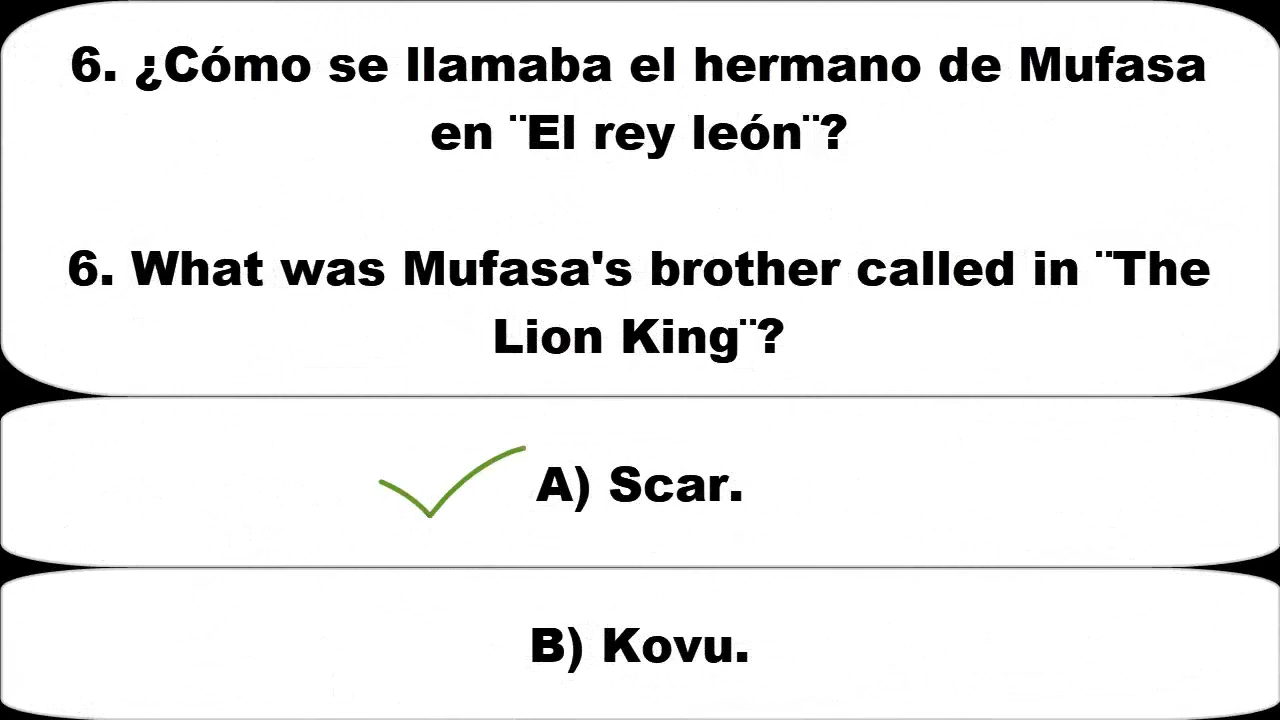 6. ¿Cómo se llamaba el hermano de Mufasa
en ¨El rey león¨?
6. What was Mufasa's brother called in ¨The
Lion King¨?
A) Scar.
B) Kovu.